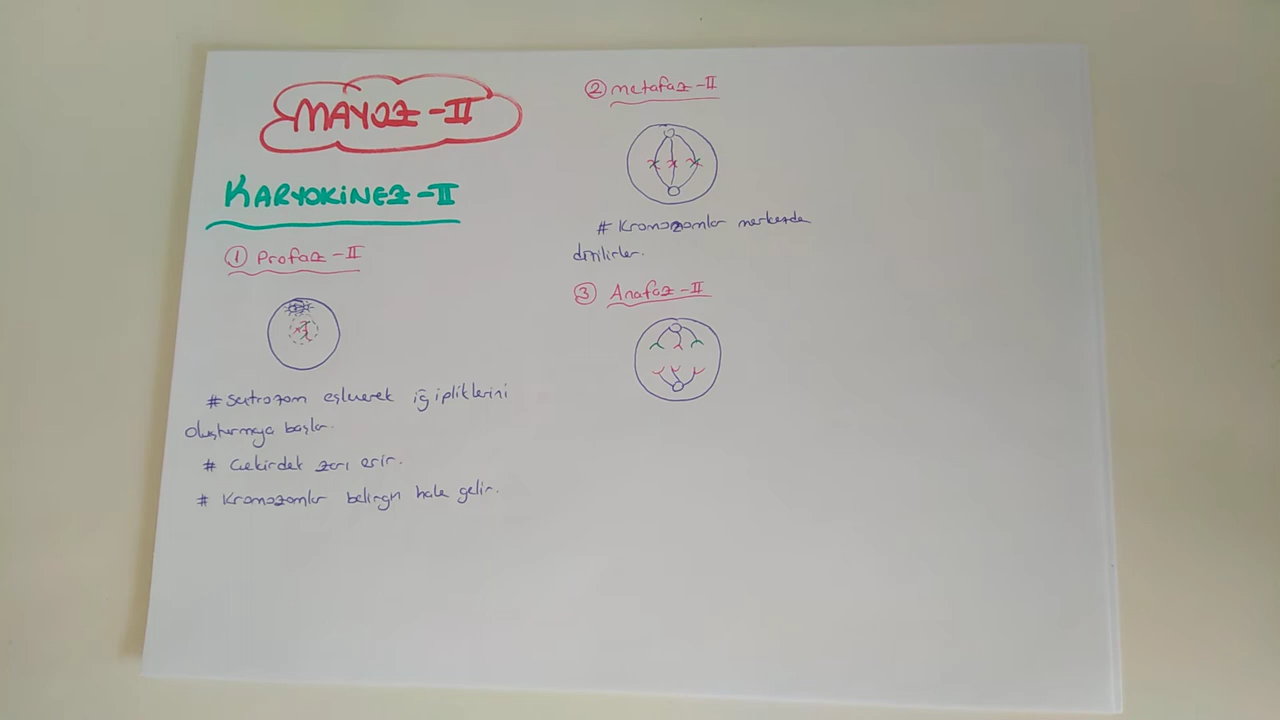 MAYOZ-II
KARYOKİNEZ-II
① Profaz-II
# Sentrozom eşlenerek iğ ipliklerini
oluşturmaya başlar.
# Çekirdek zarı erir.
# Kromozomlar belirgin hale gelir.
② Metafaz-II
# Kromozomlar merkezde
dizilirler.
③ Anafaz-II